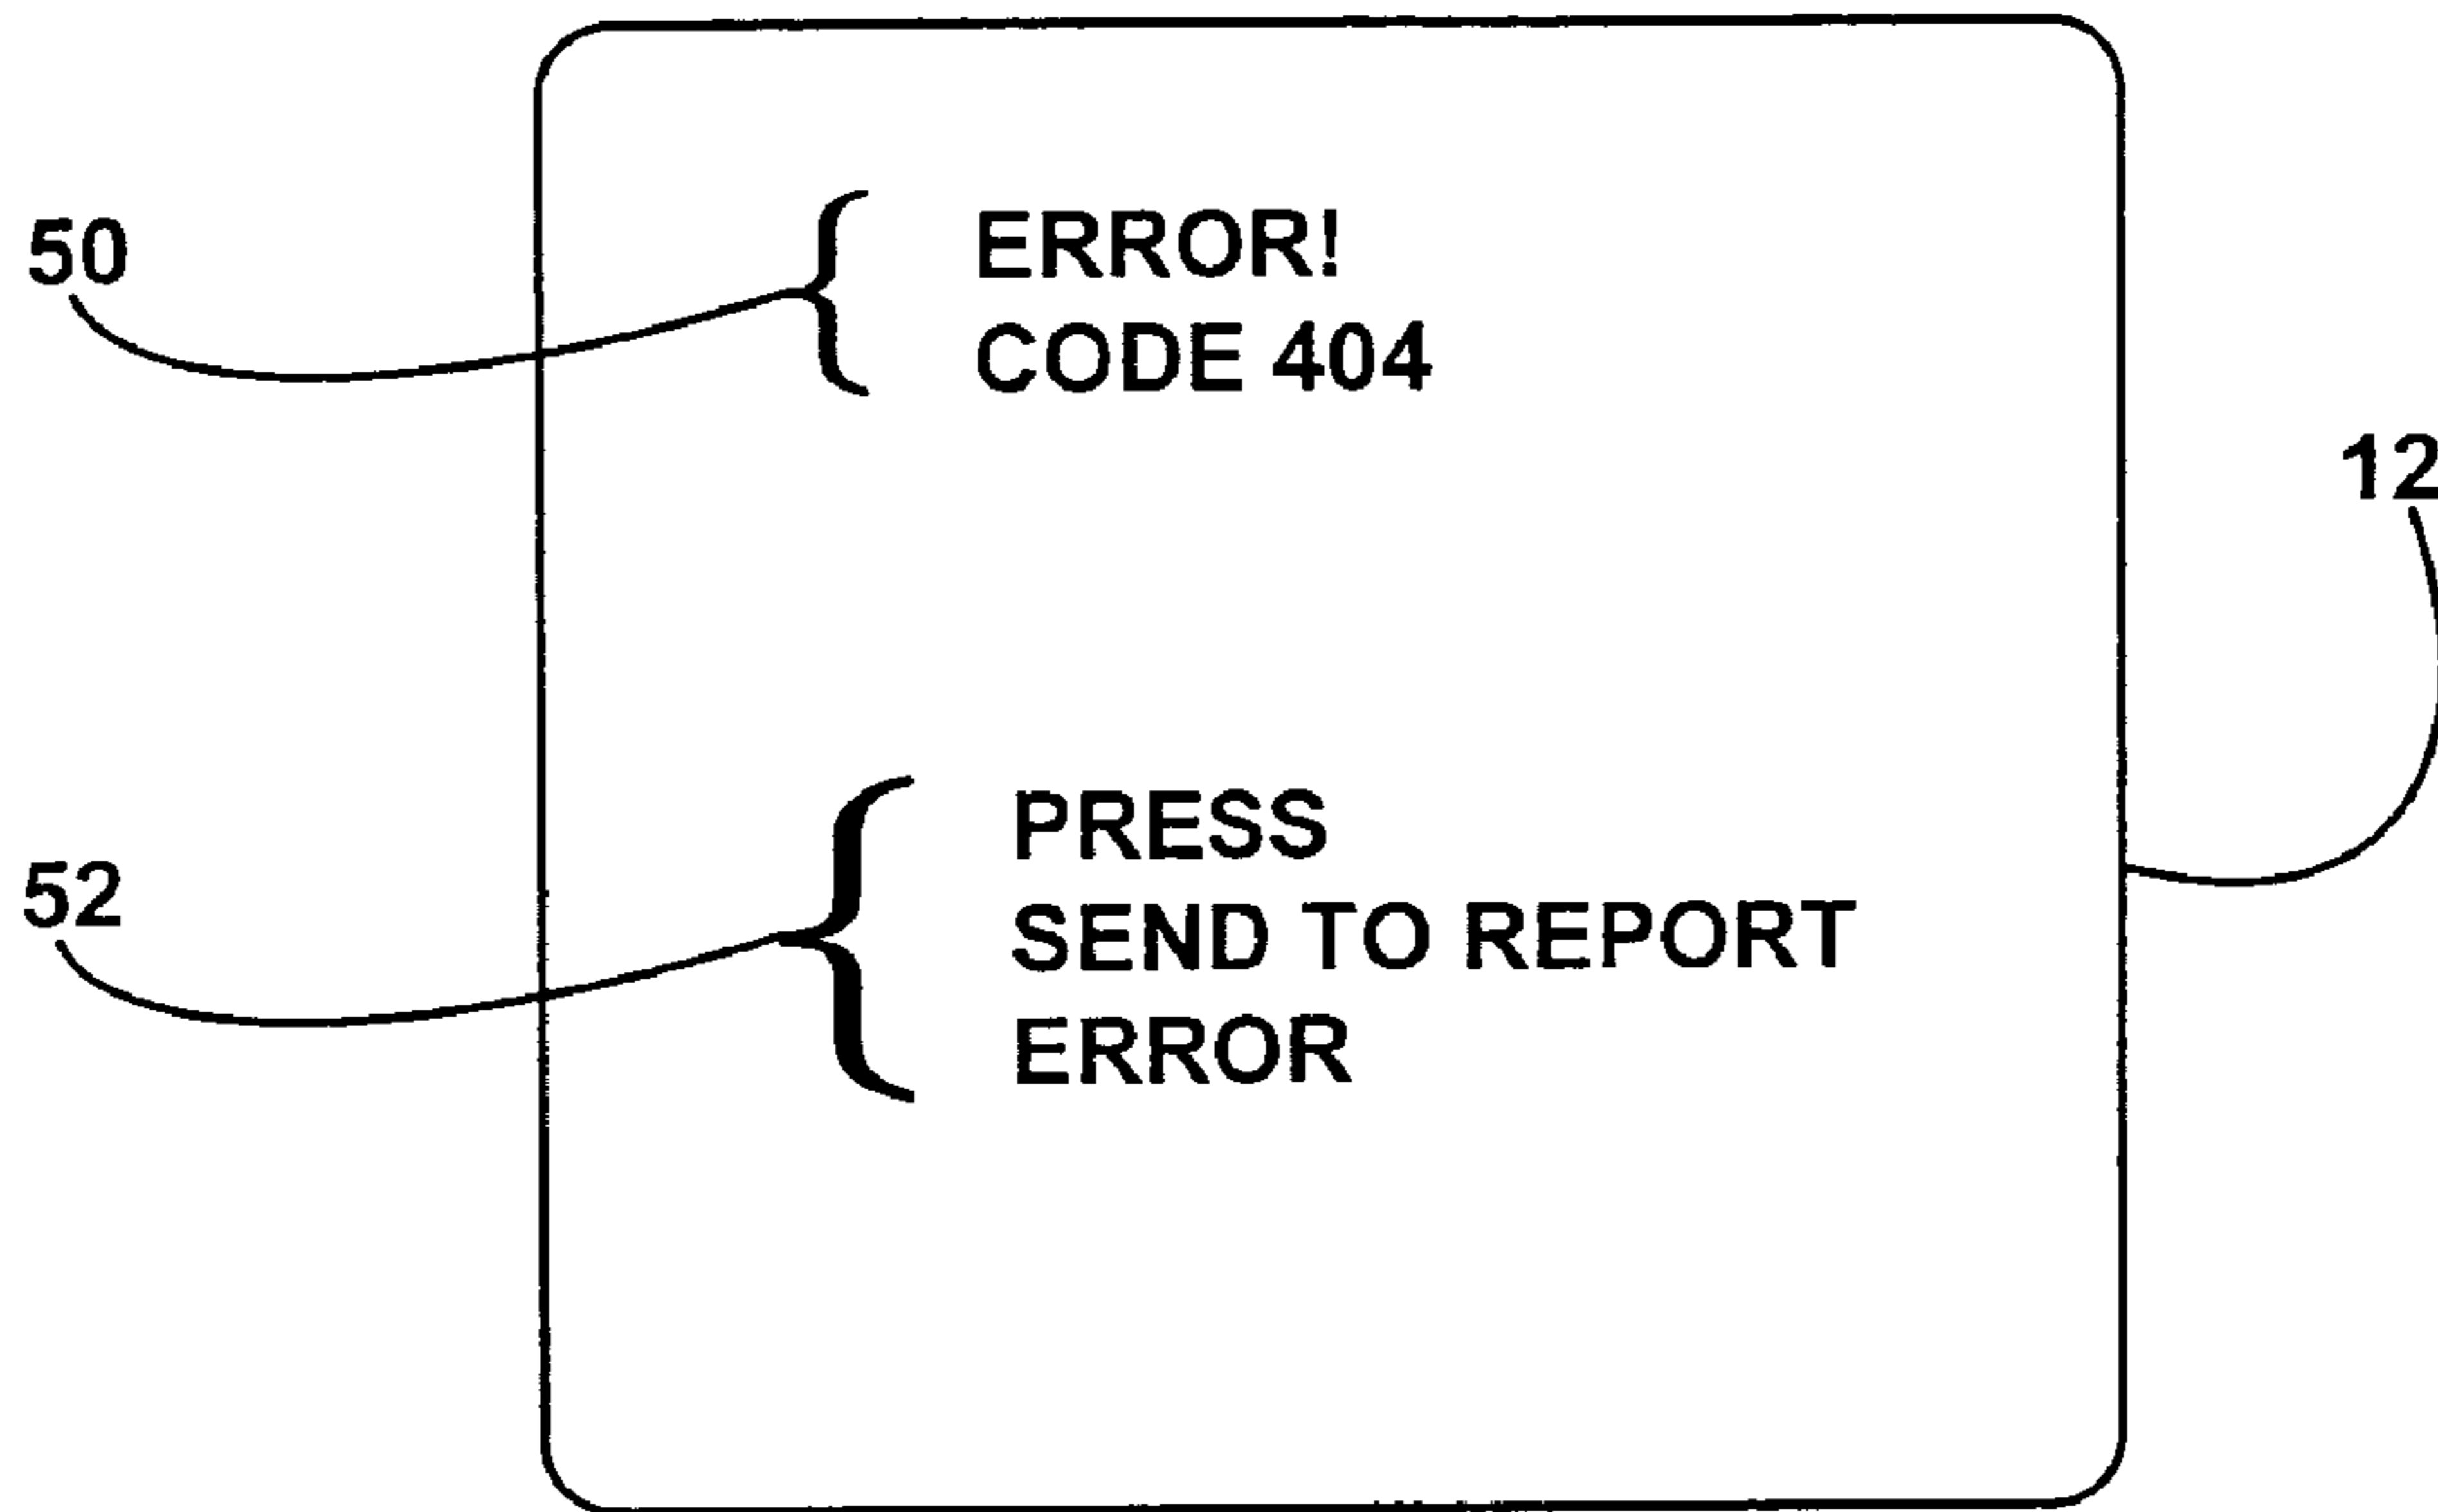 50
ERROR!
CODE 404
12
52
PRESS
SEND TO REPORT
ERROR